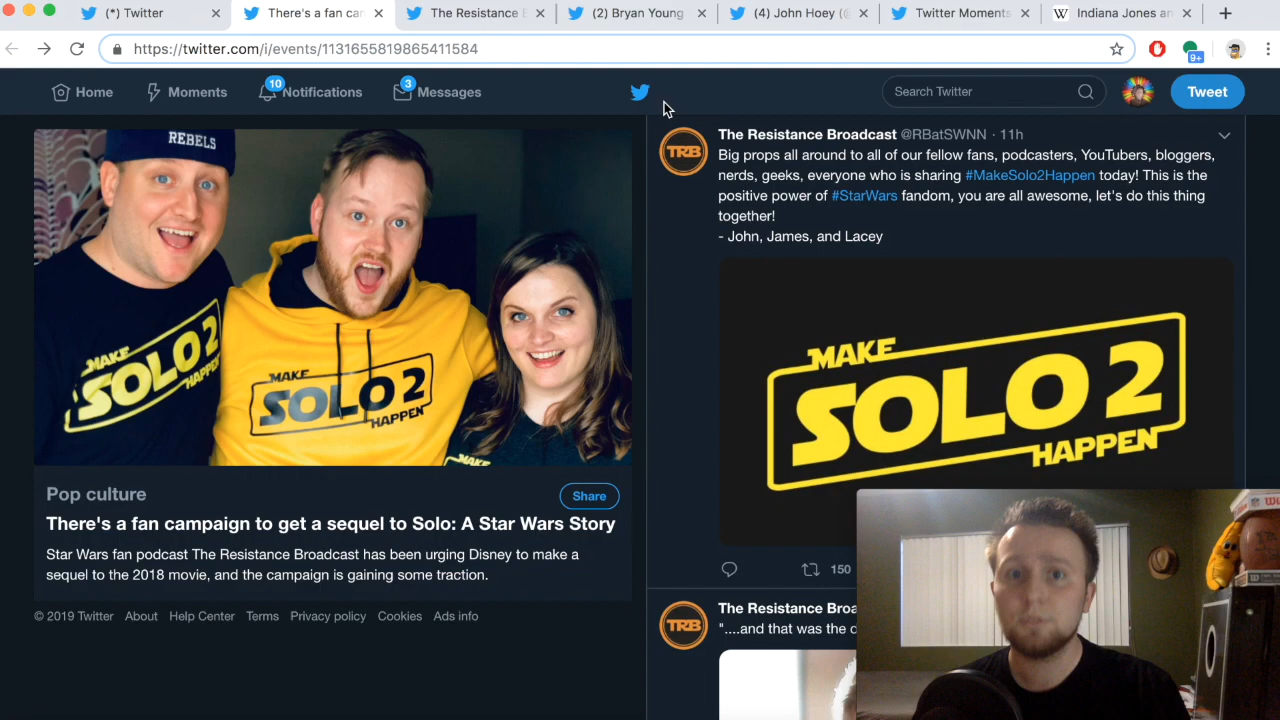 (*) Twitter
There's a fan car
The Resistance B
(2) Bryan Young
(4) John Hoey (@
Twitter Moments
W
Indiana Jones an
https://twitter.com/i/events/1131655819865411584
9+
Home
Moments
10
Notifications
3
Messages
Search Twitter
Tweet
REBELS
MAKE
SOLO 2
HAPPEN
MAKE
SOLO 2
HAPPEN
MAKE
Pop culture
Share
There's a fan campaign to get a sequel to Solo: A Star Wars Story
Star Wars fan podcast The Resistance Broadcast has been urging Disney to make a
sequel to the 2018 movie, and the campaign is gaining some traction.
© 2019 Twitter About Help Center Terms Privacy policy Cookies Ads info
TRB
The Resistance Broadcast @RBatSWNN · 11h
Big props all around to all of our fellow fans, podcasters, YouTubers, bloggers,
nerds, geeks, everyone who is sharing #MakeSolo2Happen today! This is the
positive power of #StarWars fandom, you are all awesome, let's do this thing
together!
- John, James, and Lacey
MAKE
SOLO 2
HAPPEN
150
TRB
The Resistance Broa
"....and that was the